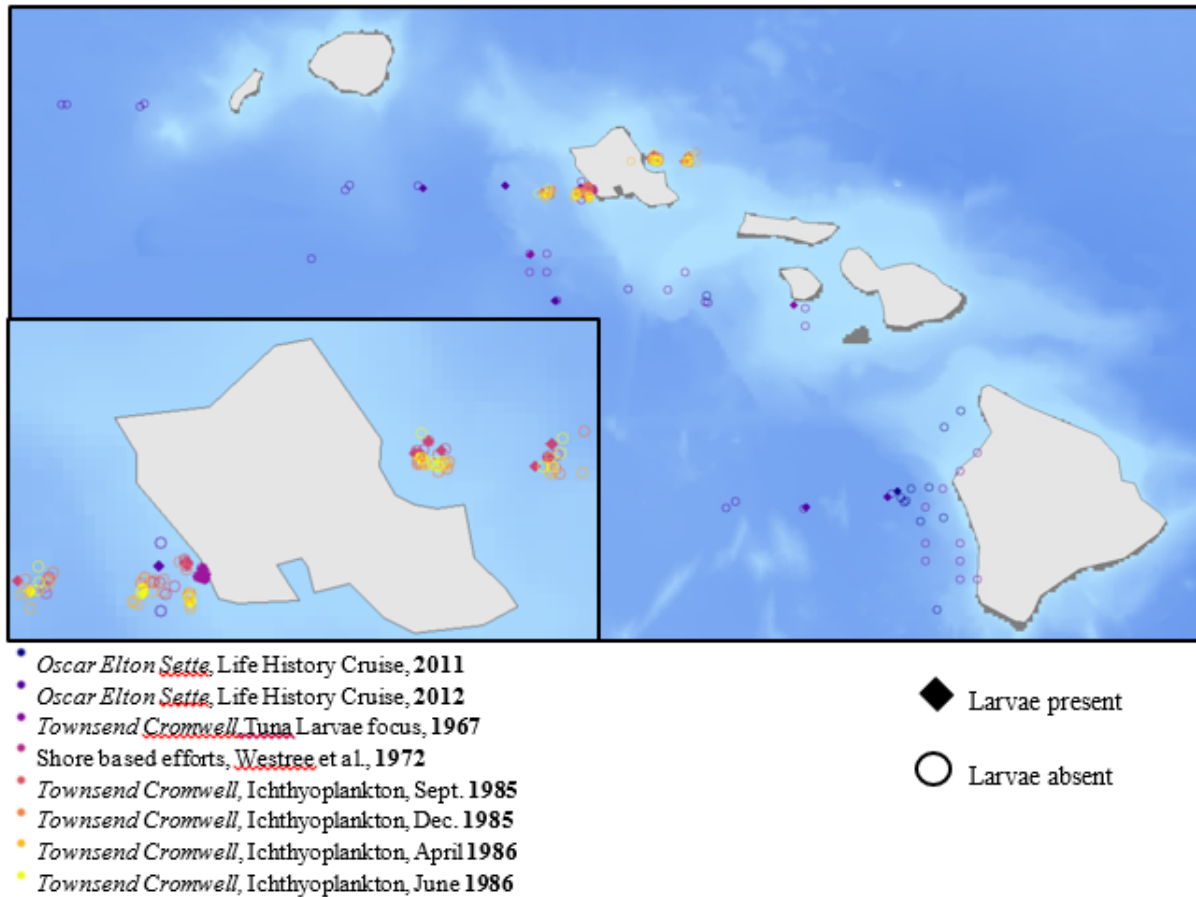 Oscar Elton Sette, Life History Cruise, 2011
Oscar Elton Sette, Life History Cruise, 2012
Townsend Cromwell,Tuna Larvae focus, 1967
Shore based efforts, Westree et al., 1972
Townsend Cromwell, Ichthyoplankton, Sept. 1985
Townsend Cromwell, Ichthyoplankton, Dec. 1985
Townsend Cromwell, Ichthyoplankton, April 1986
Townsend Cromwell, Ichthyoplankton, June 1986
Larvae present
Larvae absent